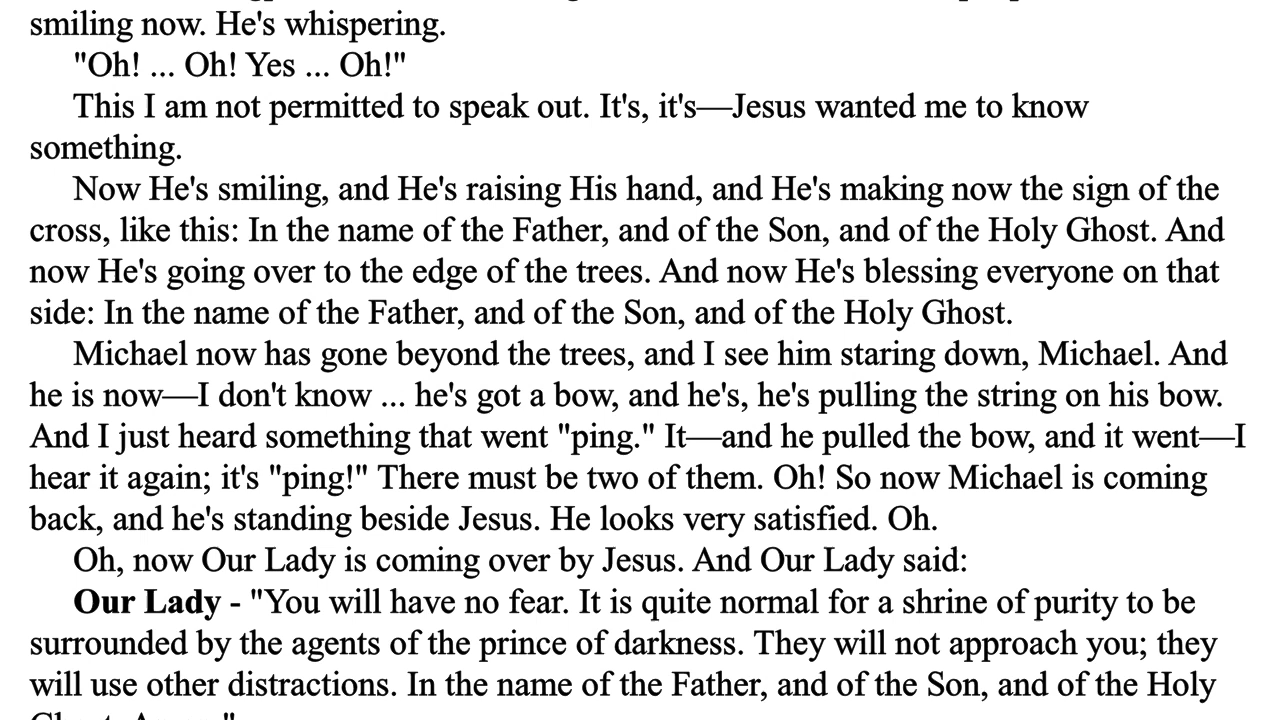 smiling now. He's whispering.
"Oh! ... Oh! Yes ... Oh!"
This I am not permitted to speak out. It's, it's—Jesus wanted me to know
something.
Now He's smiling, and He's raising His hand, and He's making now the sign of the
cross, like this: In the name of the Father, and of the Son, and of the Holy Ghost. And
now He's going over to the edge of the trees. And now He's blessing everyone on that
side: In the name of the Father, and of the Son, and of the Holy Ghost.
Michael now has gone beyond the trees, and I see him staring down, Michael. And
he is now—I don't know ... he's got a bow, and he's, he's pulling the string on his bow.
And I just heard something that went "ping." It—and he pulled the bow, and it went—I
hear it again; it's "ping!" There must be two of them. Oh! So now Michael is coming
back, and he's standing beside Jesus. He looks very satisfied. Oh.
Oh, now Our Lady is coming over by Jesus. And Our Lady said:
Our Lady - "You will have no fear. It is quite normal for a shrine of purity to be
surrounded by the agents of the prince of darkness. They will not approach you; they
will use other distractions. In the name of the Father, and of the Son, and of the Holy